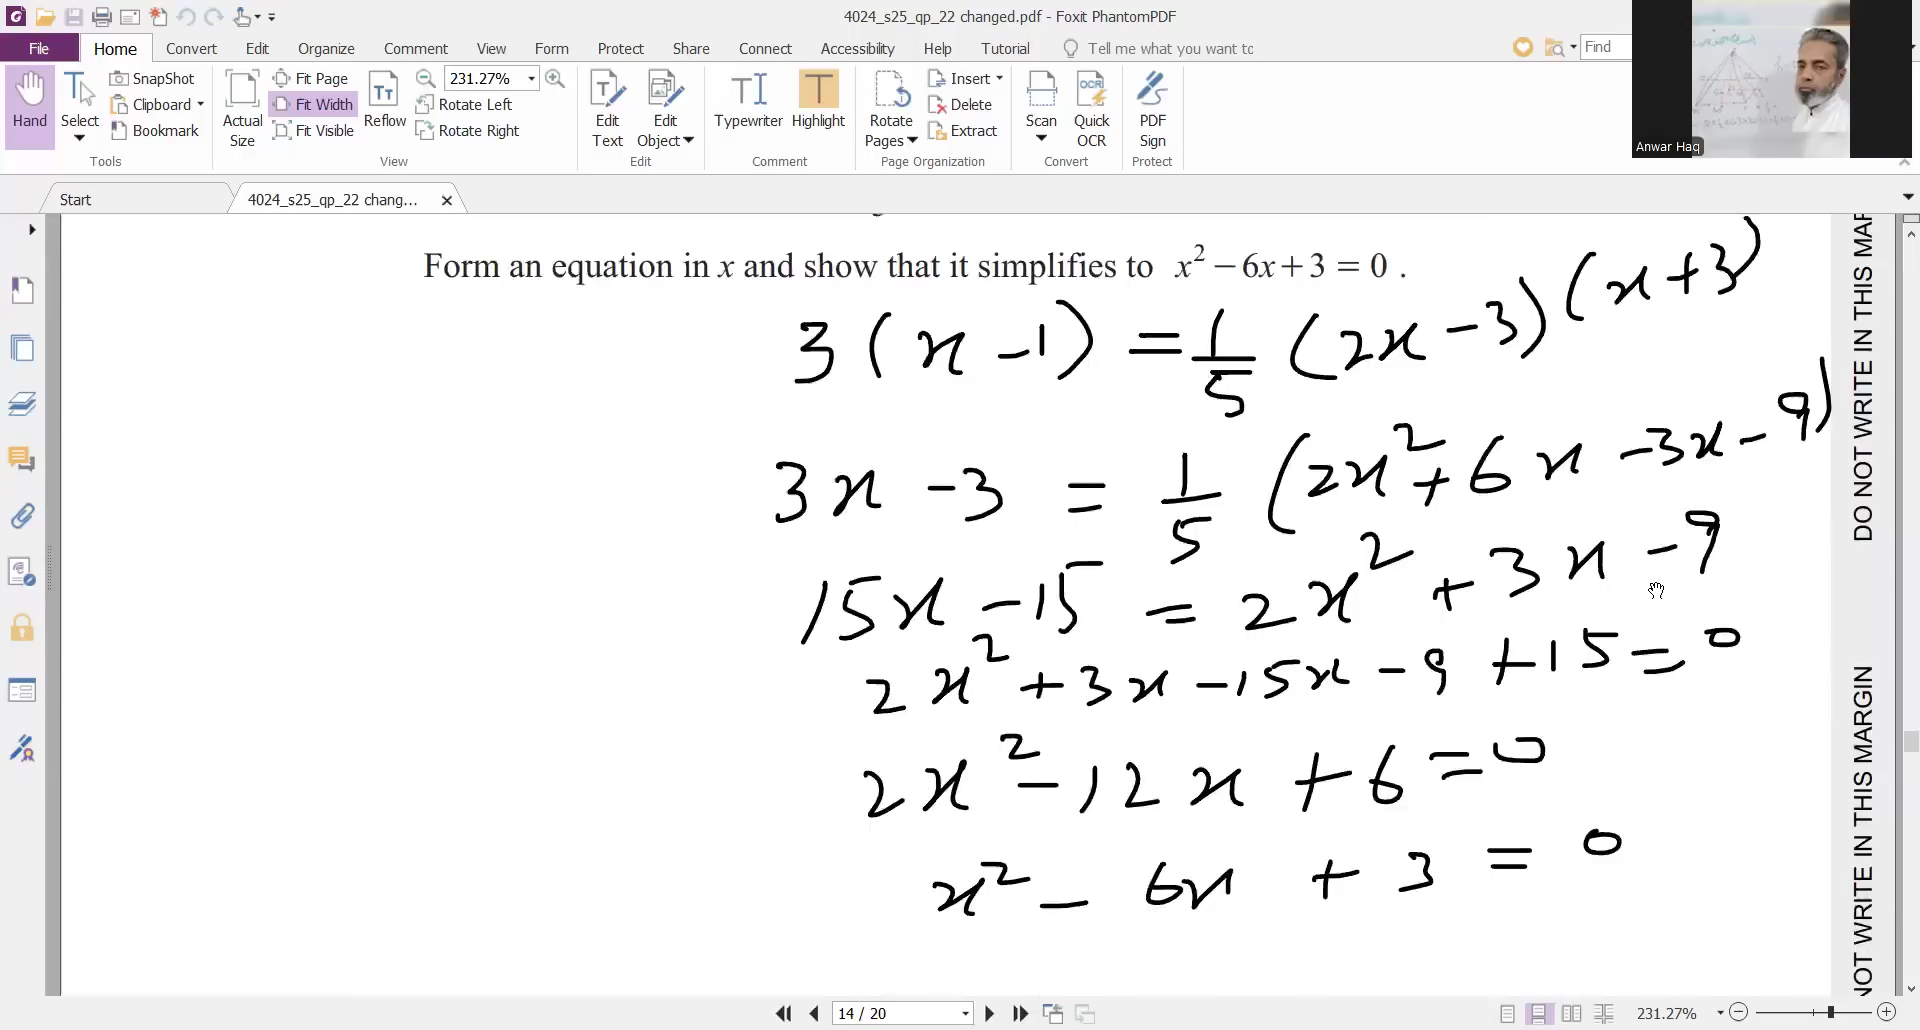 4024_s25_qp_22 changed.pdf - Foxit PhantomPDF
File Home Convert Edit Organize Comment View Form Protect Share Connect Accessibility Help Tutorial Tell me what you want to Find
Hand
Select
SnapShot
Clipboard
Bookmark
Tools
Actual Size
Fit Page
Fit Width
Fit Visible
Reflow
231.27%
Rotate Left
Rotate Right
View
Edit Text
Edit Object
Edit
Typewriter
Highlight
Comment
Rotate Pages
Insert
Delete
Extract
Page Organization
Scan
Quick OCR
Convert
PDF Sign
Protect
Anwar Haq
Start
4024_s25_qp_22 chang...
Form an equation in x and show that it simplifies to x² − 6x + 3 = 0 .
3 (x − 1) = 1/5 (2x − 3) (x + 3)
3x − 3 = 1/5 (2x² + 6x − 3x − 9)
15x − 15 = 2x² + 3x − 9
2x² + 3x − 15x − 9 + 15 = 0
2x² − 12x + 6 = 0
x² − 6x + 3 = 0
DO NOT WRITE IN THIS MAR
NOT WRITE IN THIS MARGIN
14 / 20
231.27%